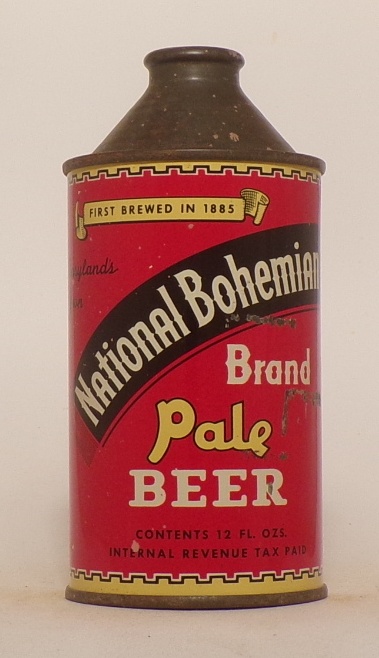 FIRST BREWED IN 1885
National Bohemian
Brand
Pale
BEER
CONTENTS 12 FL. OZS.
INTERNAL REVENUE TAX PAID